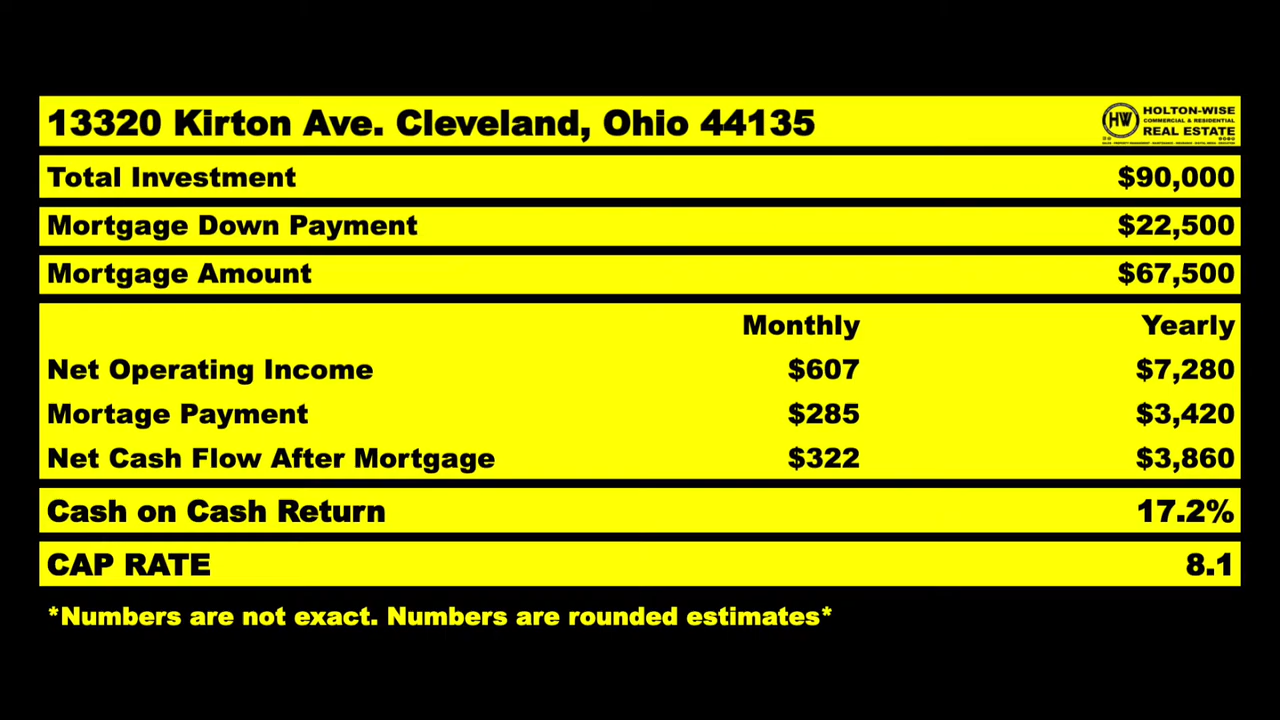 13320 Kirton Ave. Cleveland, Ohio 44135
HW
HOLTON-WISE
COMMERCIAL & RESIDENTIAL
REAL ESTATE
Total Investment $90,000
Mortgage Down Payment $22,500
Mortgage Amount $67,500
Monthly Yearly
Net Operating Income $607 $7,280
Mortage Payment $285 $3,420
Net Cash Flow After Mortgage $322 $3,860
Cash on Cash Return 17.2%
CAP RATE 8.1
*Numbers are not exact. Numbers are rounded estimates*